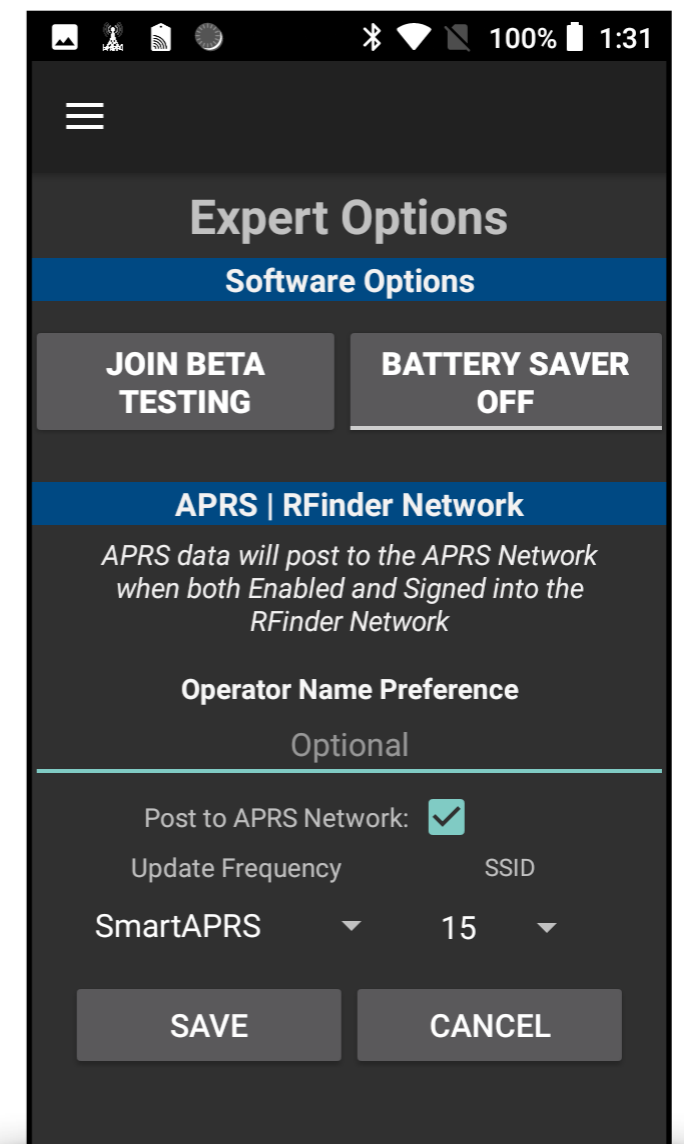 100% 1:31
Expert Options
Software Options
JOIN BETA
TESTING
BATTERY SAVER
OFF
APRS | RFinder Network
APRS data will post to the APRS Network
when both Enabled and Signed into the
RFinder Network
Operator Name Preference
Optional
Post to APRS Network:
Update Frequency SSID
SmartAPRS 15
SAVE CANCEL